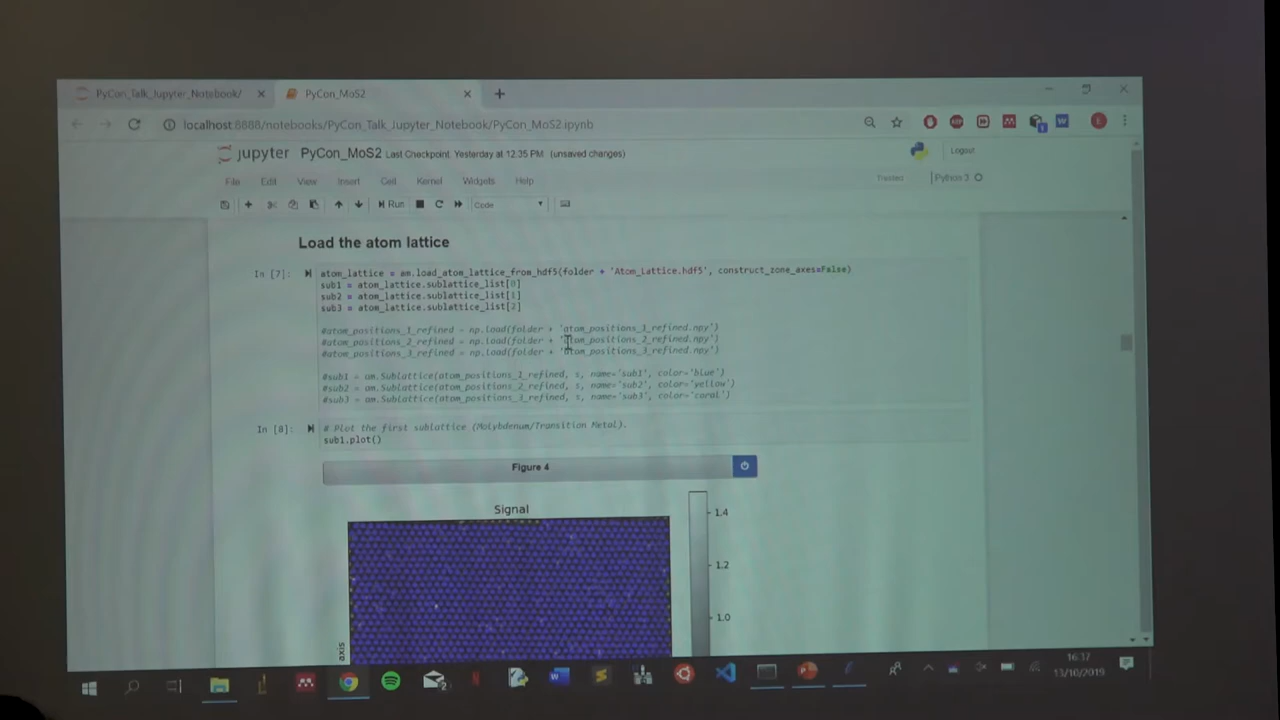 PyCon_Talk_Jupyter_Notebook/
PyCon_MoS2
localhost:8888/notebooks/PyCon_Talk_Jupyter_Notebook/PyCon_MoS2.ipynb
jupyter PyCon_MoS2 Last Checkpoint: Yesterday at 12:35 PM (unsaved changes)
Logout
File Edit View Insert Cell Kernel Widgets Help
Trusted
Python 3
Run
Code
Load the atom lattice
In [7]:
atom_lattice = am.load_atom_lattice_from_hdf5(folder + 'Atom_Lattice.hdf5', construct_zone_axes=False)
sub1 = atom_lattice.sublattice_list[0]
sub2 = atom_lattice.sublattice_list[1]
sub3 = atom_lattice.sublattice_list[2]
#atom_positions_1_refined = np.load(folder + 'atom_positions_1_refined.npy')
#atom_positions_2_refined = np.load(folder + 'atom_positions_2_refined.npy')
#atom_positions_3_refined = np.load(folder + 'atom_positions_3_refined.npy')
#sub1 = am.Sublattice(atom_positions_1_refined, s, name='sub1', color='blue')
#sub2 = am.Sublattice(atom_positions_2_refined, s, name='sub2', color='yellow')
#sub3 = am.Sublattice(atom_positions_3_refined, s, name='sub3', color='coral')
In [8]:
# Plot the first sublattice (Molybdenum/Transition Metal).
sub1.plot()
Figure 4
Signal
1.4
1.2
1.0
axis
16:37
13/10/2019